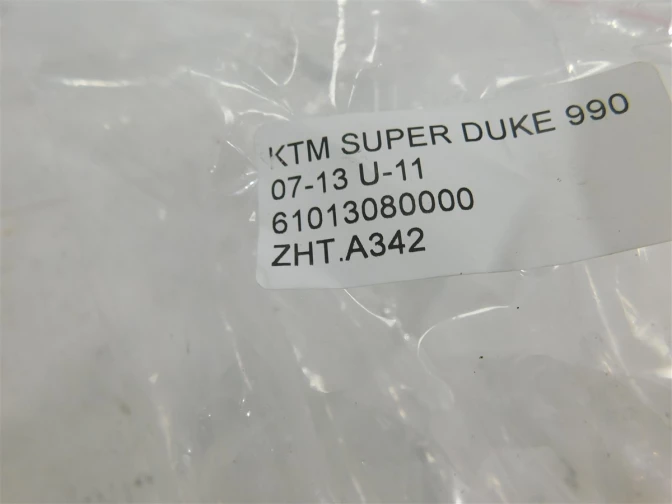 KTM SUPER DUKE 990
07-13 U-11
61013080000
ZHT.A342